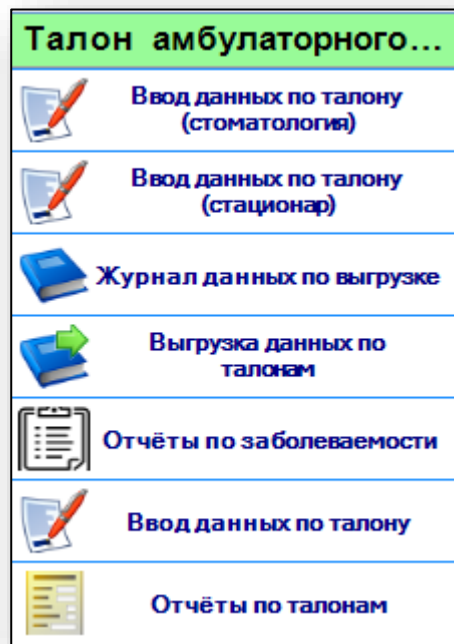 Талон амбулаторного...
Ввод данных по талону
(стоматология)
Ввод данных по талону
(стационар)
Журнал данных по выгрузке
Выгрузка данных по
талонам
Отчёты по заболеваемости
Ввод данных по талону
Отчёты по талонам